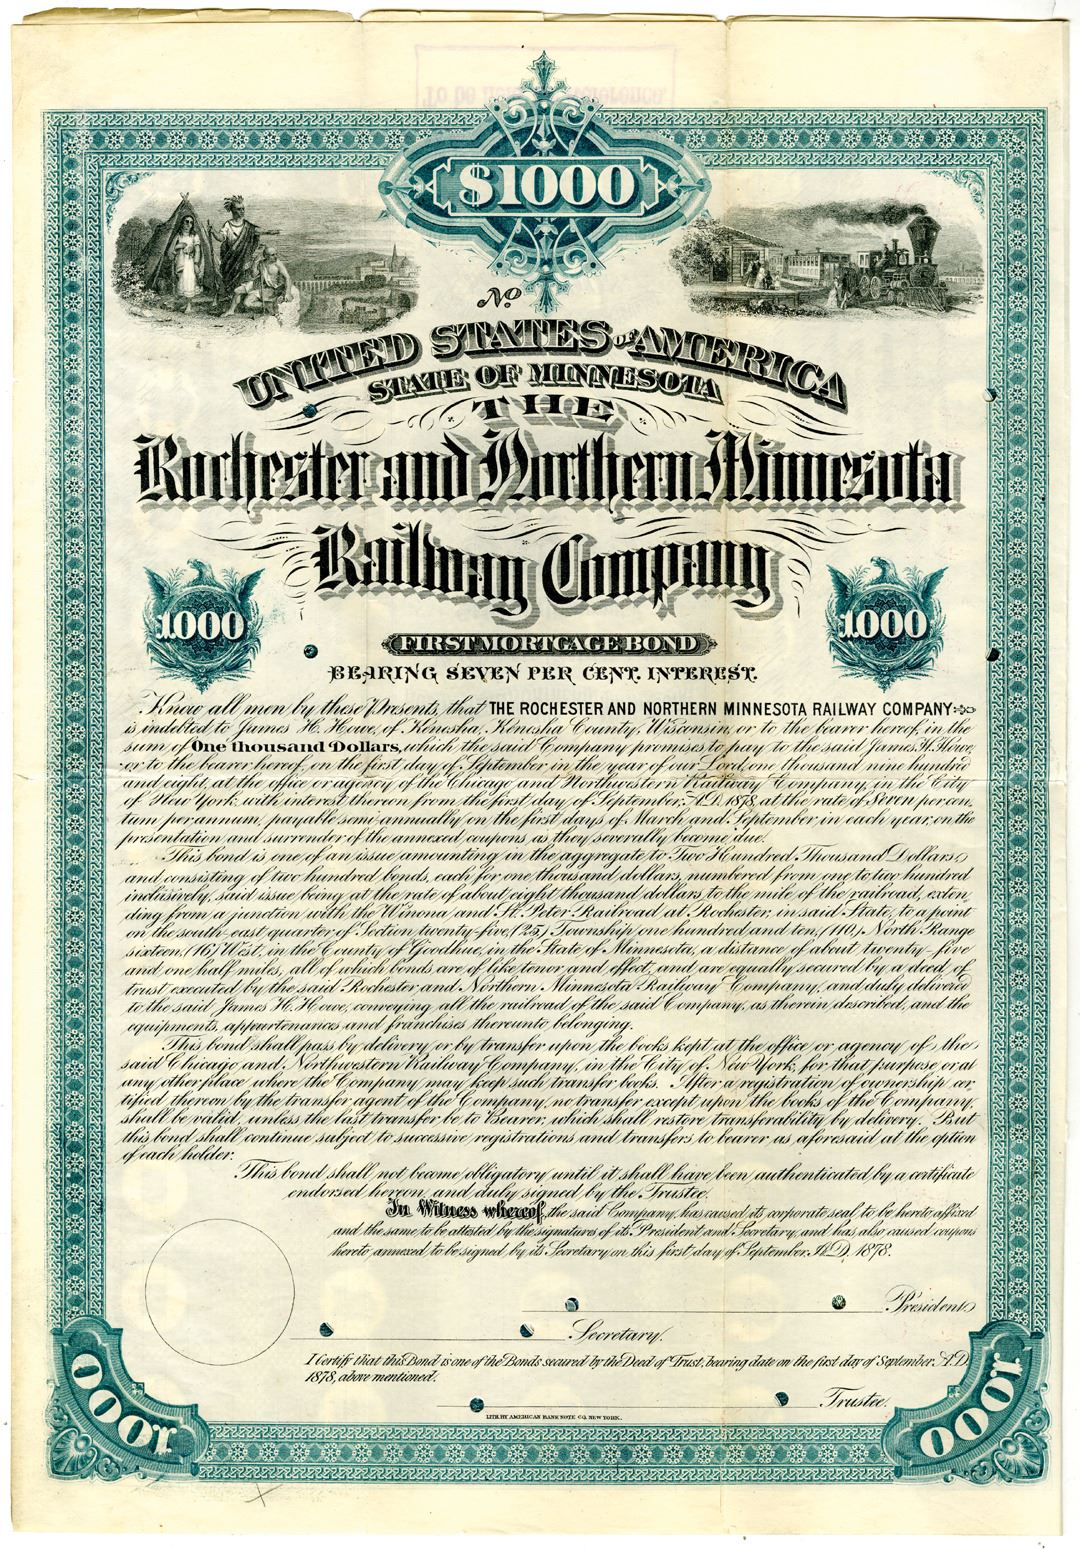 To be
$1000
No.
UNITED STATES of AMERICA
STATE OF MINNESOTA
THE
Rochester and Northern Minnesota
Railway Company
1000
1000
FIRST MORTGAGE BOND
BEARING SEVEN PER CENT. INTEREST.
Know all men by these Presents, that THE ROCHESTER AND NORTHERN MINNESOTA RAILWAY COMPANY
is indebted to James H. Howe, of Kenosha, Kenosha County, Wisconsin, or to the bearer hereof, in the
sum of One thousand Dollars, which the said Company promises to pay to the said James H. Howe,
or to the bearer hereof, on the first day of September in the year of our Lord, one thousand nine hundred
and eight, at the office or agency of the Chicago and Northwestern Railway Company, in the City
of New York, with interest thereon from the first day of September, A.D. 1878, at the rate of Seven per cen-
tum per annum, payable semi-annually on the first days of March and September in each year, on the
presentation and surrender of the annexed coupons as they severally become due.
This bond is one of an issue amounting in the aggregate to Two Hundred Thousand Dollars,
and consisting of two hundred bonds, each for one thousand dollars, numbered from one to two hundred
inclusively, said issue being at the rate of about eight thousand dollars to the mile of the railroad, exten-
ding from a junction with the Winona and St. Peter Railroad at Rochester, in said State, to a point
on the south-east quarter of Section twenty-five, (25,) Township one hundred and ten, (110,) North Range
sixteen, (16) West, in the County of Goodhue, in the State of Minnesota, a distance of about twenty-five
and one half miles, all of which bonds are of like tenor and effect, and are equally secured by a deed of
trust executed by the said Rochester and Northern Minnesota Railway Company, and duly delivered
to the said James H. Howe, conveying all the railroad of the said Company, as therein described, and the
equipments, appurtenances and franchises thereunto belonging.
This bond shall pass by delivery or by transfer upon the books kept at the office or agency of the
said Chicago and Northwestern Railway Company, in the City of New York, for that purpose or at
any other place where the Company may keep such transfer books. After a registration of ownership cer-
tified thereon by the transfer agent of the Company, no transfer except upon the books of the Company,
shall be valid, unless the last transfer be to Bearer, which shall restore transferability by delivery. But
this bond shall continue subject to successive registrations and transfers to bearer as aforesaid at the option
of each holder.
This bond shall not become obligatory until it shall have been authenticated by a certificate
endorsed hereon, and duly signed by the Trustee.
In Witness whereof, the said Company, has caused its corporate seal to be hereto affixed
and the same to be attested by the signatures of its President and Secretary, and has also caused coupons
hereto annexed to be signed by its Secretary on this first day of September, A.D. 1878.
President
Secretary.
I Certify that this Bond is one of the Bonds secured by the Deed of Trust, bearing date on the first day of September A.D.
1878, above mentioned.
Trustee.
LITH. BY AMERICAN BANK NOTE CO. NEW YORK.
1000
1000